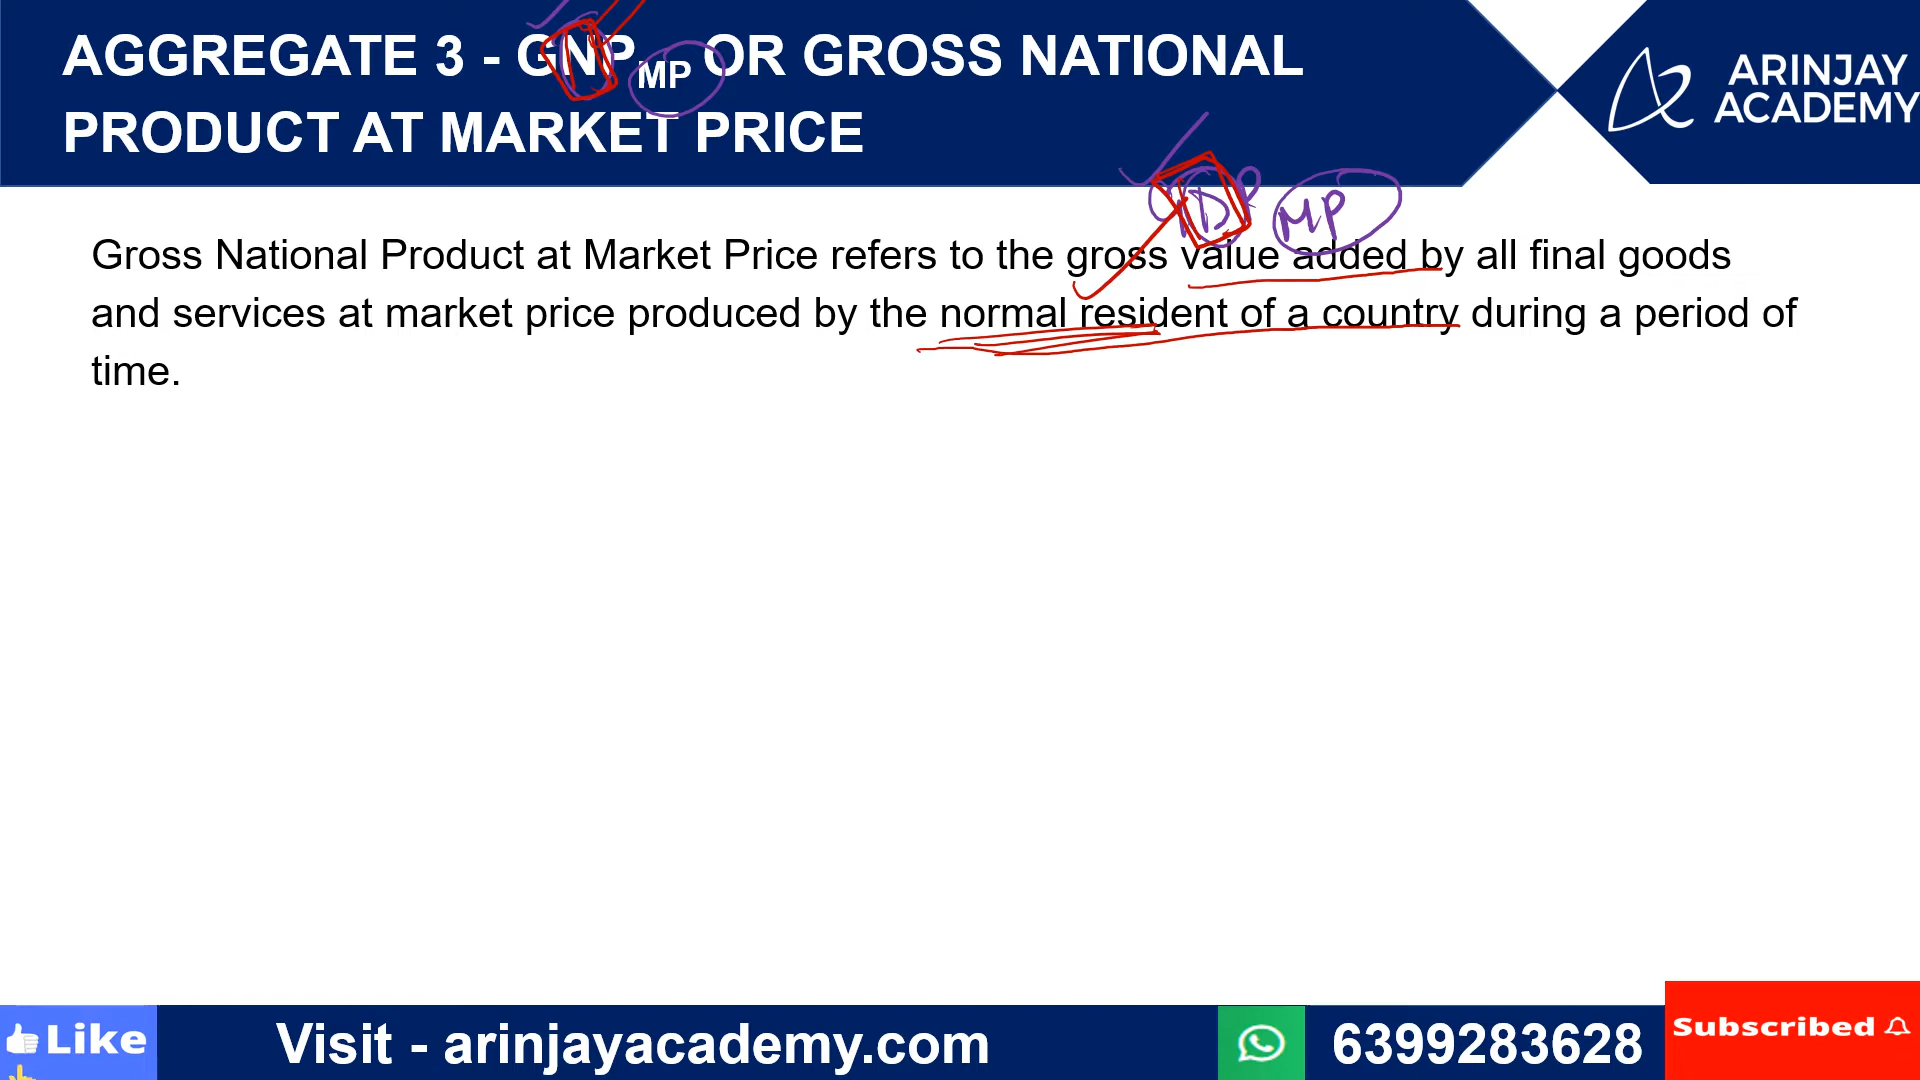 AGGREGATE 3 - GNPMP OR GROSS NATIONAL
PRODUCT AT MARKET PRICE
ARINJAY
ACADEMY
GDP MP
Gross National Product at Market Price refers to the gross value added by all final goods
and services at market price produced by the normal resident of a country during a period of
time.
Like
Visit - arinjayacademy.com
6399283628
Subscribed